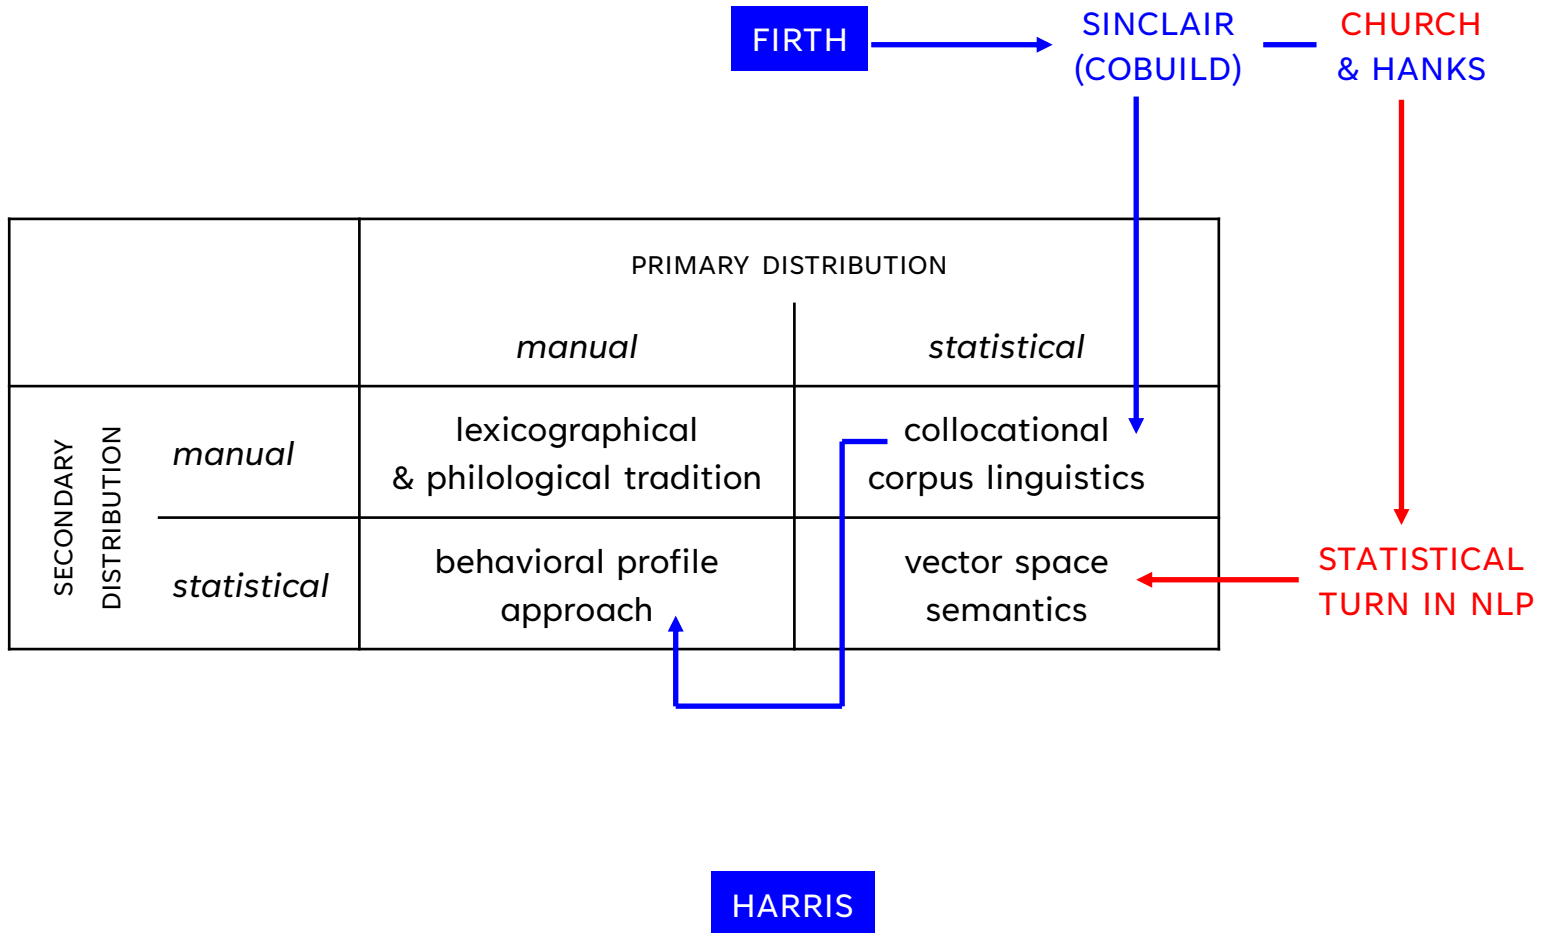 FIRTH
SINCLAIR
(COBUILD)
CHURCH
& HANKS
PRIMARY DISTRIBUTION
manual
statistical
SECONDARY
DISTRIBUTION
manual
lexicographical
& philological tradition
collocational
corpus linguistics
statistical
behavioral profile
approach
vector space
semantics
STATISTICAL
TURN IN NLP
HARRIS